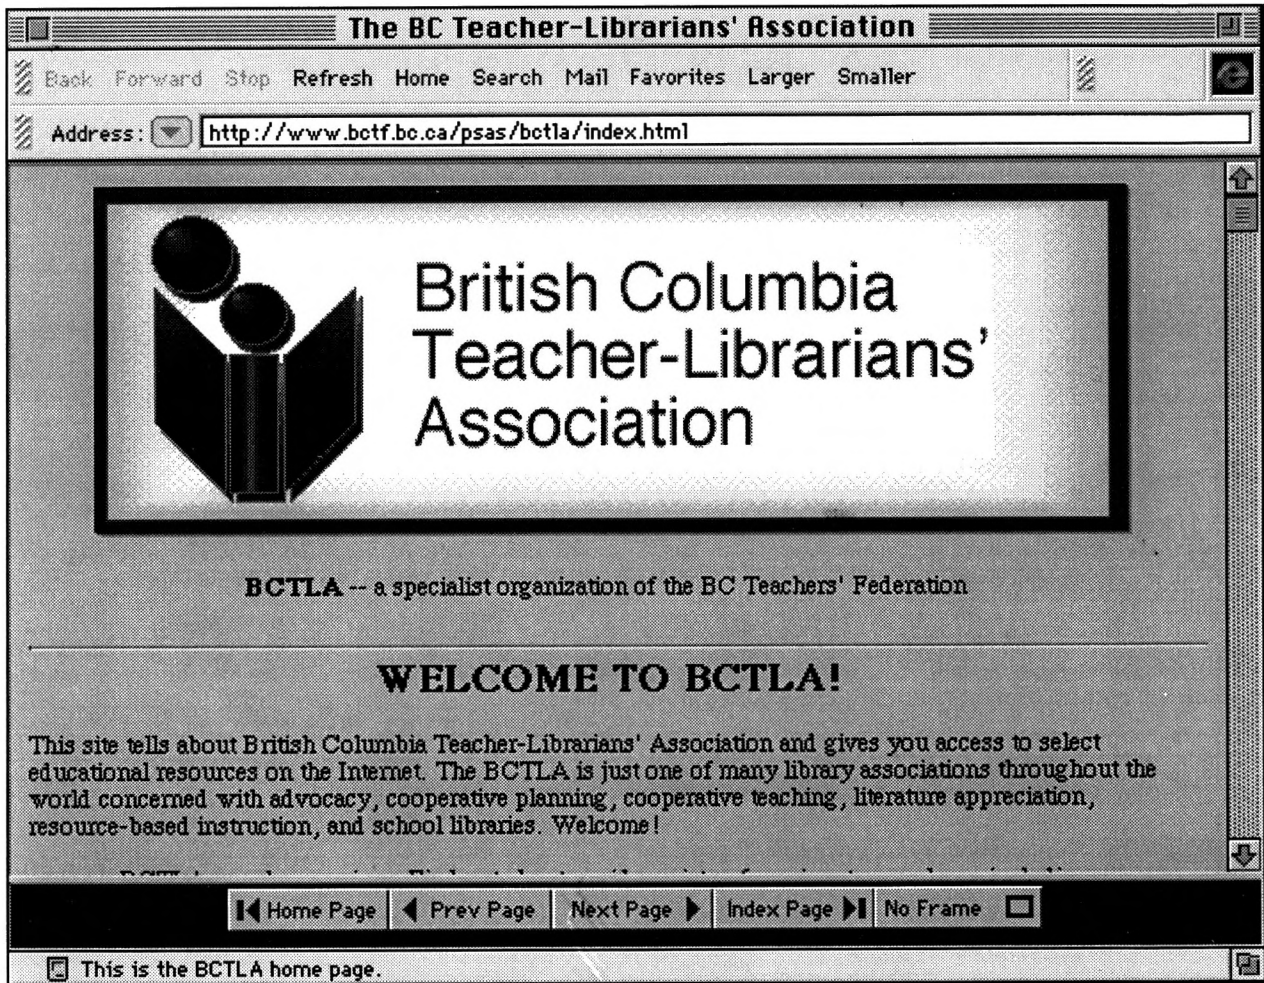 The BC Teacher-Librarians' Association
Back Forward Stop Refresh Home Search Mail Favorites Larger Smaller
Address: http://www.bctf.bc.ca/psas/bctla/index.html
British Columbia
Teacher-Librarians'
Association
BCTLA -- a specialist organization of the BC Teachers' Federation
WELCOME TO BCTLA!
This site tells about British Columbia Teacher-Librarians' Association and gives you access to select
educational resources on the Internet. The BCTLA is just one of many library associations throughout the
world concerned with advocacy, cooperative planning, cooperative teaching, literature appreciation,
resource-based instruction, and school libraries. Welcome!
Home Page Prev Page Next Page Index Page No Frame
This is the BCTLA home page.